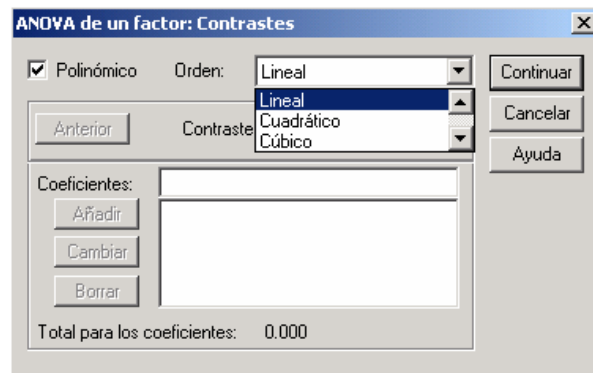 ANOVA de un factor: Contrastes
Polinómico Orden: Lineal Continuar
Lineal
Cuadrático
Cúbico
Cancelar
Anterior Contraste
Ayuda
Coeficientes:
Añadir
Cambiar
Borrar
Total para los coeficientes: 0.000